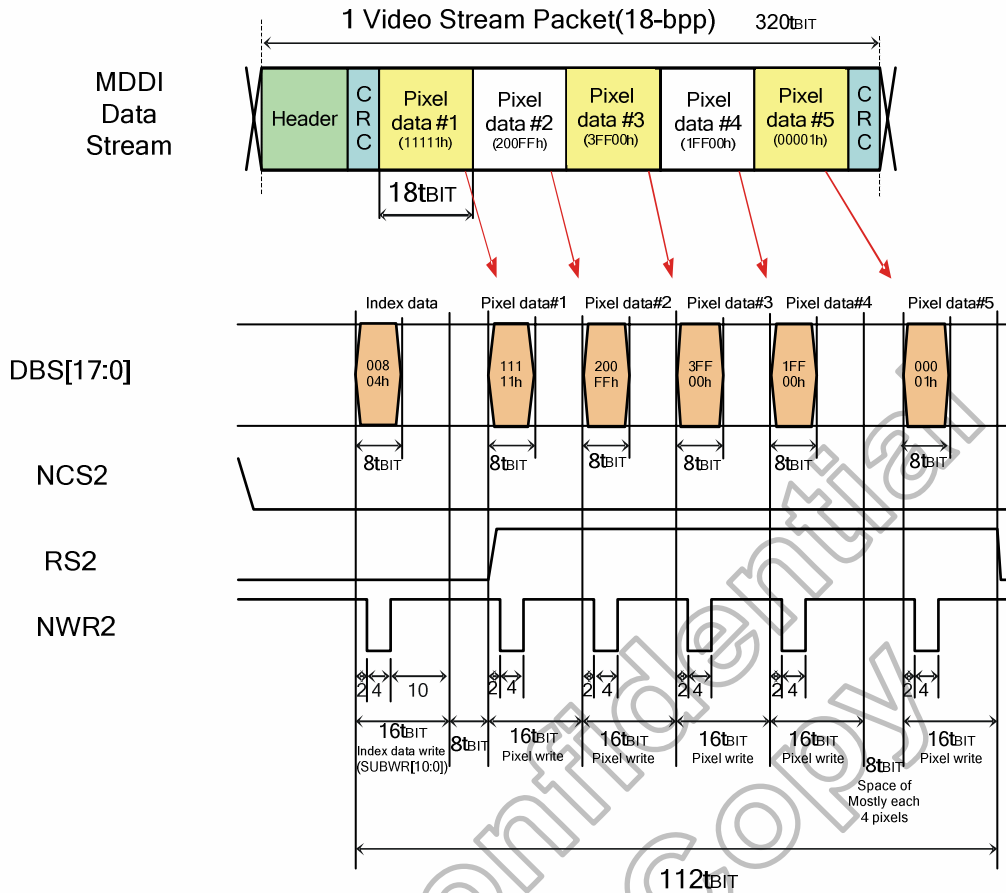 1 Video Stream Packet(18-bpp) 320tBIT
MDDI
Data
Stream
Header
C
R
C
Pixel
data #1
(11111h)
Pixel
data #2
(200FFh)
Pixel
data #3
(3FF00h)
Pixel
data #4
(1FF00h)
Pixel
data #5
(00001h)
C
R
C
18tBIT
Index data Pixel data#1 Pixel data#2 Pixel data#3 Pixel data#4 Pixel data#5
DBS[17:0]
008
04h
111
11h
200
FFh
3FF
00h
1FF
00h
000
01h
8tBIT 8tBIT 8tBIT 8tBIT 8tBIT 8tBIT
NCS2
RS2
NWR2
2 4 10 2 4 2 4 2 4 2 4 2 4
16tBIT
Index data write
(SUBWR[10:0])
8tBIT
16tBIT
Pixel write
16tBIT
Pixel write
16tBIT
Pixel write
16tBIT
Pixel write
8tBIT
Space of
Mostly each
4 pixels
16tBIT
Pixel write
112tBIT
Confidential
Copy